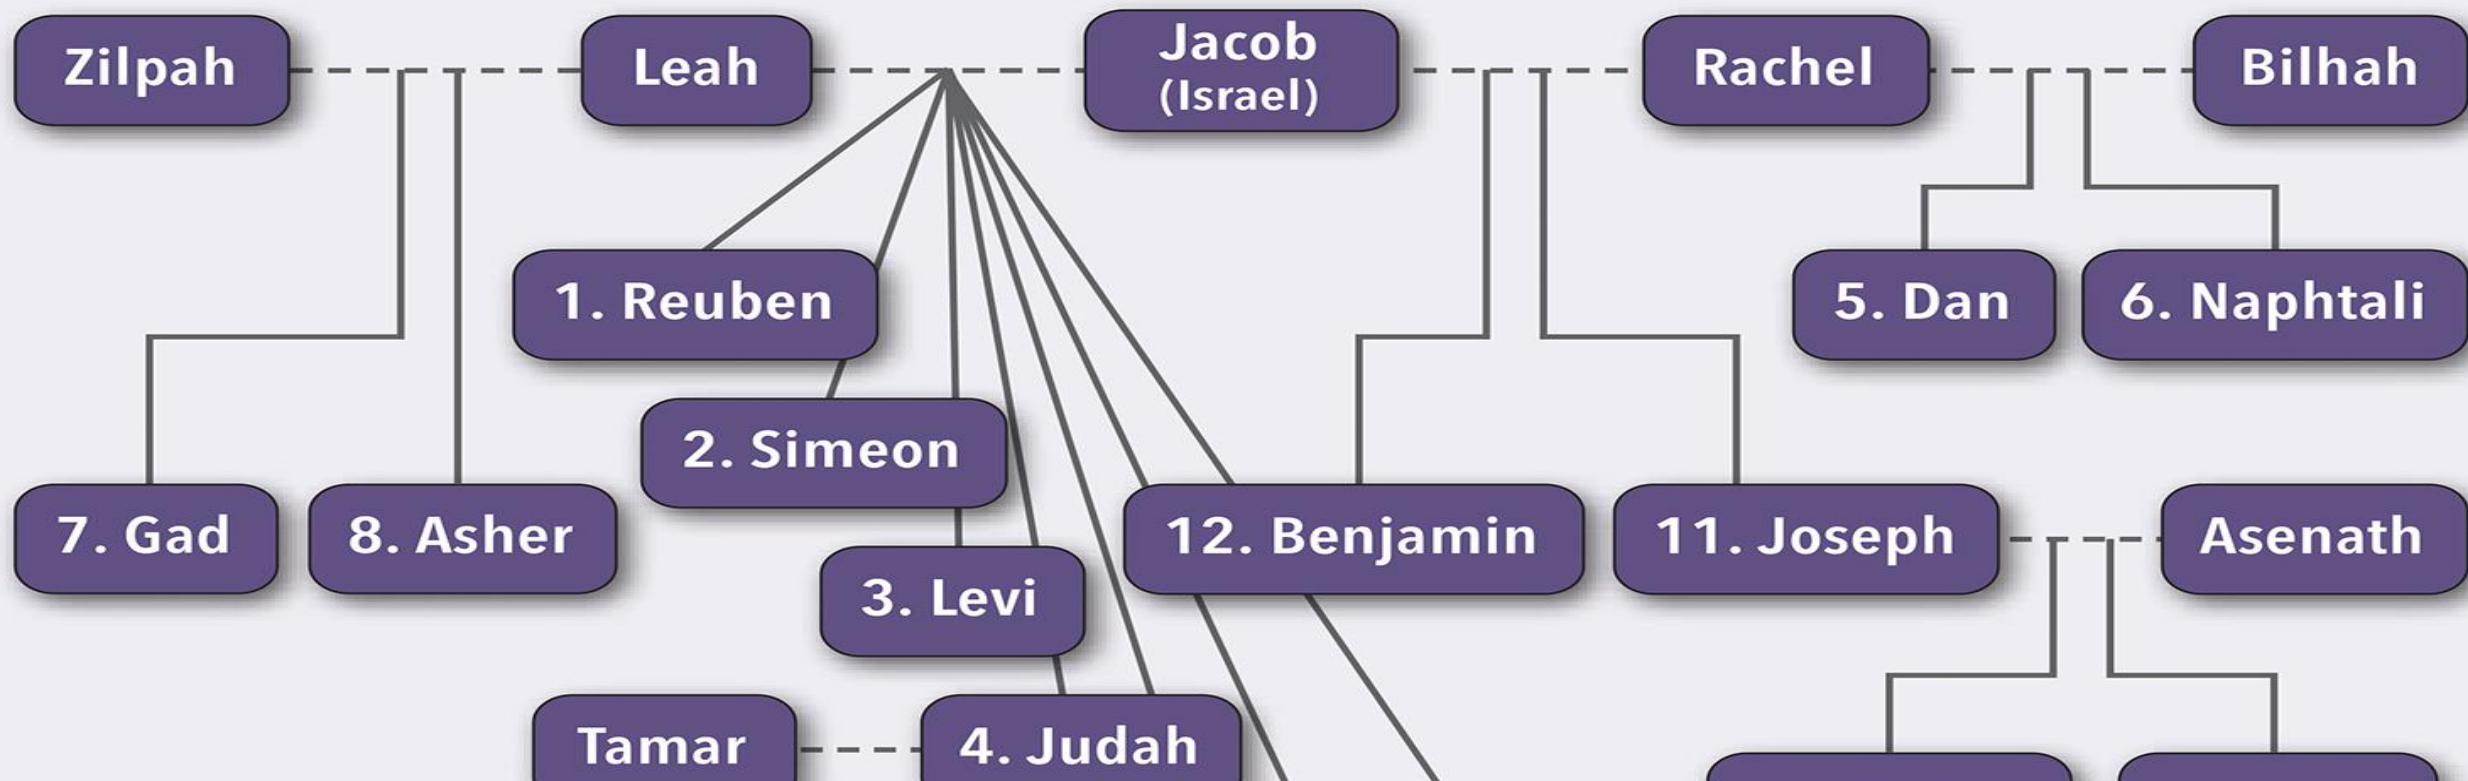 Zilpah
Leah
Jacob
(Israel)
Rachel
Bilhah
1. Reuben
5. Dan
6. Naphtali
2. Simeon
7. Gad
8. Asher
12. Benjamin
11. Joseph
Asenath
3. Levi
Tamar
4. Judah